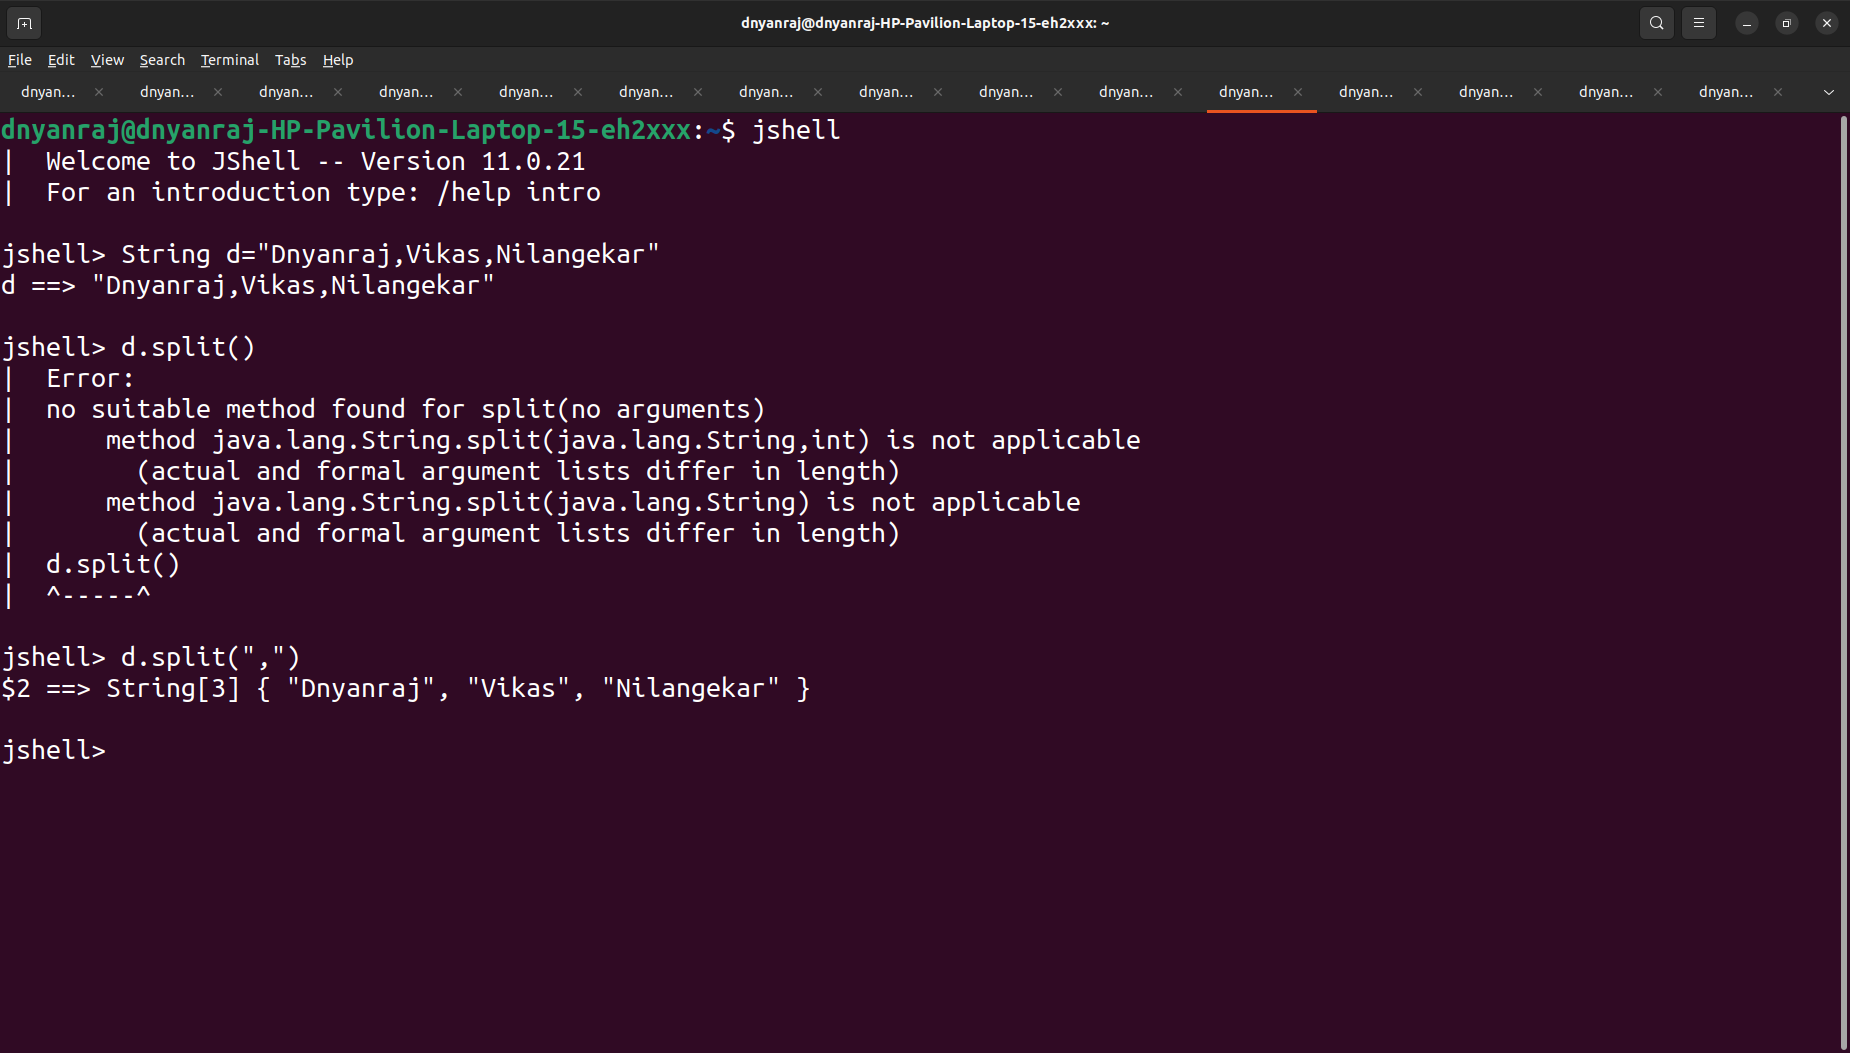 dnyanraj@dnyanraj-HP-Pavilion-Laptop-15-eh2xxx: ~
File Edit View Search Terminal Tabs Help
dnyan... dnyan... dnyan... dnyan... dnyan... dnyan... dnyan... dnyan... dnyan... dnyan... dnyan... dnyan... dnyan... dnyan... dnyan...
dnyanraj@dnyanraj-HP-Pavilion-Laptop-15-eh2xxx:~$ jshell
|  Welcome to JShell -- Version 11.0.21
|  For an introduction type: /help intro
jshell> String d="Dnyanraj,Vikas,Nilangekar"
d ==> "Dnyanraj,Vikas,Nilangekar"
jshell> d.split()
|  Error:
|  no suitable method found for split(no arguments)
|      method java.lang.String.split(java.lang.String,int) is not applicable
|        (actual and formal argument lists differ in length)
|      method java.lang.String.split(java.lang.String) is not applicable
|        (actual and formal argument lists differ in length)
|  d.split()
|  ^-----^
jshell> d.split(",")
$2 ==> String[3] { "Dnyanraj", "Vikas", "Nilangekar" }
jshell>